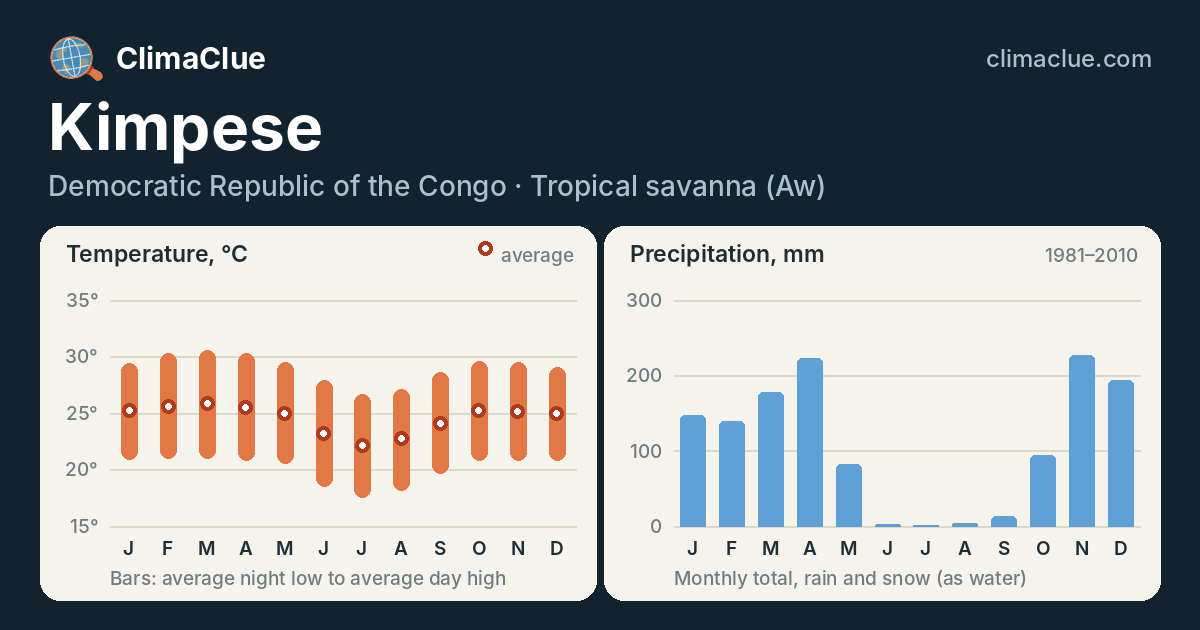 ClimaClue
climaclue.com
Kimpese
Democratic Republic of the Congo · Tropical savanna (Aw)
Temperature, °C
average
35°
30°
25°
20°
15°
J F M A M J J A S O N D
Bars: average night low to average day high
Precipitation, mm
1981–2010
300
200
100
0
J F M A M J J A S O N D
Monthly total, rain and snow (as water)